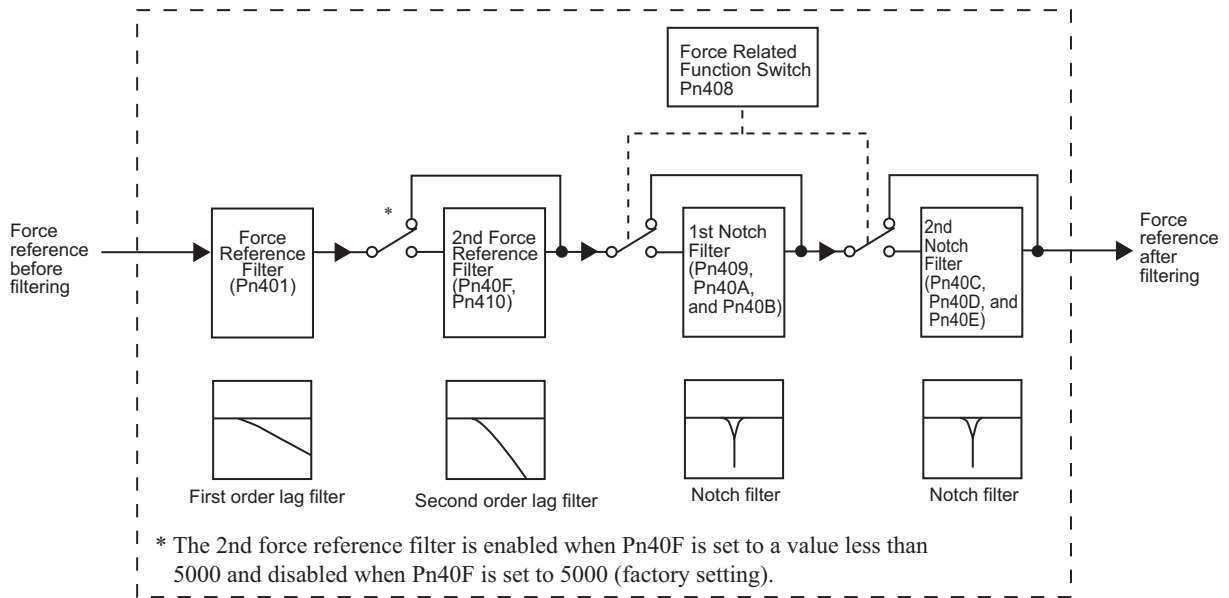 Force Related
Function Switch
Pn408
Force
reference
before
filtering
Force
Reference
Filter
(Pn401)
*
2nd Force
Reference
Filter
(Pn40F,
Pn410)
1st Notch
Filter
(Pn409,
Pn40A,
and Pn40B)
2nd
Notch
Filter
(Pn40C,
Pn40D, and
Pn40E)
Force
reference
after
filtering
First order lag filter
Second order lag filter
Notch filter
Notch filter
* The 2nd force reference filter is enabled when Pn40F is set to a value less than
5000 and disabled when Pn40F is set to 5000 (factory setting).